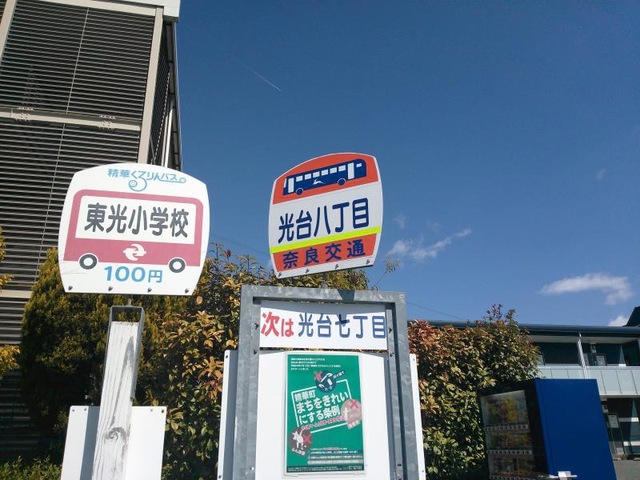 精華くるりんバス
東光小学校
100円
光台八丁目
奈良交通
次は 光台七丁目
精華町
まちをきれい
にする条例